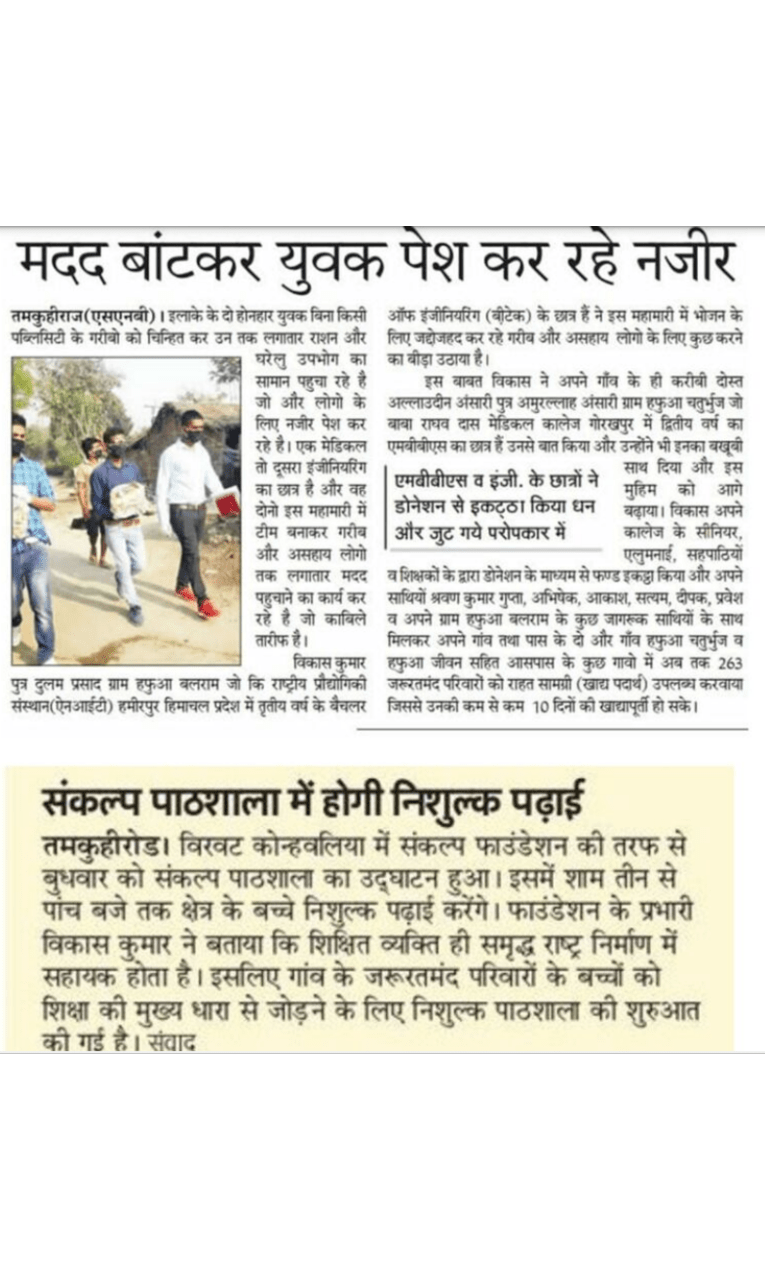 मदद बांटकर युवक पेश कर रहे नजीर
तमकुहीराज(एसएनबी)। इलाके के दो होनहार युवक बिना किसी
पब्लिसिटी के गरीबो को चिन्हित कर उन तक लगातार राशन और
घरेलु उपभोग का
सामान पहुचा रहे है
जो और लोगो के
लिए नजीर पेश कर
रहे है। एक मेडिकल
तो दूसरा इंजीनियरिंग
का छात्र है और वह
दोनो इस महामारी में
टीम बनाकर गरीब
और असहाय लोगो
तक लगातार मदद
पहुचाने का कार्य कर
रहे है जो काबिले
तारीफ है।
विकास कुमार
पुत्र दुलम प्रसाद ग्राम हफुआ बलराम जो कि राष्ट्रीय प्रौद्योगिकी
संस्थान(ऐनआईटी) हमीरपुर हिमाचल प्रदेश में तृतीय वर्ष के बैचलर
ऑफ इंजीनियरिंग (बीटेक) के छात्र हैं ने इस महामारी में भोजन के
लिए जद्दोजहद कर रहे गरीब और असहाय लोगो के लिए कुछ करने
का बीड़ा उठाया है।
इस बाबत विकास ने अपने गाँव के ही करीबी दोस्त
अल्लाउदीन अंसारी पुत्र अमुरल्लाह अंसारी ग्राम हफुआ चतुर्भुज जो
बाबा राघव दास मेडिकल कालेज गोरखपुर में द्वितीय वर्ष का
एमबीबीएस का छात्र हैं उनसे बात किया और उन्होंने भी इनका बखूबी
साथ दिया और इस
मुहिम को आगे
बढ़ाया। विकास अपने
कालेज के सीनियर,
एलुमनाई, सहपाठियों
एमबीबीएस व इंजी. के छात्रों ने
डोनेशन से इकट्ठा किया धन
और जुट गये परोपकार में
व शिक्षकों के द्वारा डोनेशन के माध्यम से फण्ड इकट्ठा किया और अपने
साथियों श्रवण कुमार गुप्ता, अभिषेक, आकाश, सत्यम, दीपक, प्रवेश
व अपने ग्राम हफुआ बलराम के कुछ जागरूक साथियों के साथ
मिलकर अपने गांव तथा पास के दो और गाँव हफुआ चतुर्भुज व
हफुआ जीवन सहित आसपास के कुछ गावो में अब तक 263
जरूरतमंद परिवारों को राहत सामग्री (खाद्य पदार्थ) उपलब्ध करवाया
जिससे उनकी कम से कम 10 दिनों की खाद्यापूर्ती हो सके।
संकल्प पाठशाला में होगी निशुल्क पढ़ाई
तमकुहीरोड। विरवट कोन्हवलिया में संकल्प फाउंडेशन की तरफ से
बुधवार को संकल्प पाठशाला का उद्घाटन हुआ। इसमें शाम तीन से
पांच बजे तक क्षेत्र के बच्चे निशुल्क पढ़ाई करेंगे। फाउंडेशन के प्रभारी
विकास कुमार ने बताया कि शिक्षित व्यक्ति ही समृद्ध राष्ट्र निर्माण में
सहायक होता है। इसलिए गांव के जरूरतमंद परिवारों के बच्चों को
शिक्षा की मुख्य धारा से जोड़ने के लिए निशुल्क पाठशाला की शुरुआत
की गई है। संवाद